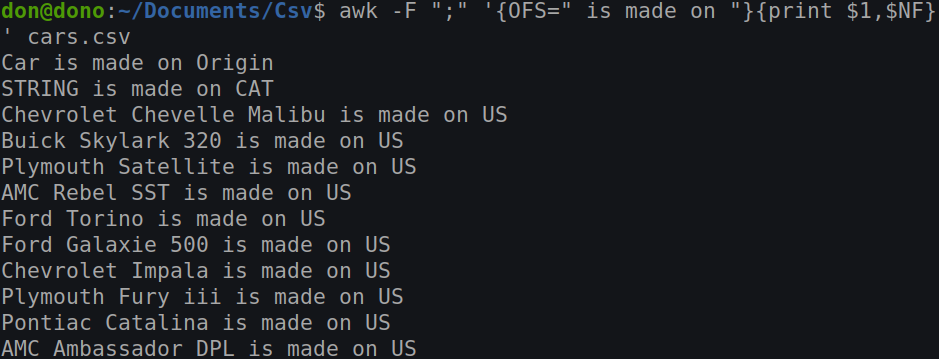 don@dono:~/Documents/Csv$ awk -F ";" '{OFS=" is made on "}{print $1,$NF}
' cars.csv
Car is made on Origin
STRING is made on CAT
Chevrolet Chevelle Malibu is made on US
Buick Skylark 320 is made on US
Plymouth Satellite is made on US
AMC Rebel SST is made on US
Ford Torino is made on US
Ford Galaxie 500 is made on US
Chevrolet Impala is made on US
Plymouth Fury iii is made on US
Pontiac Catalina is made on US
AMC Ambassador DPL is made on US